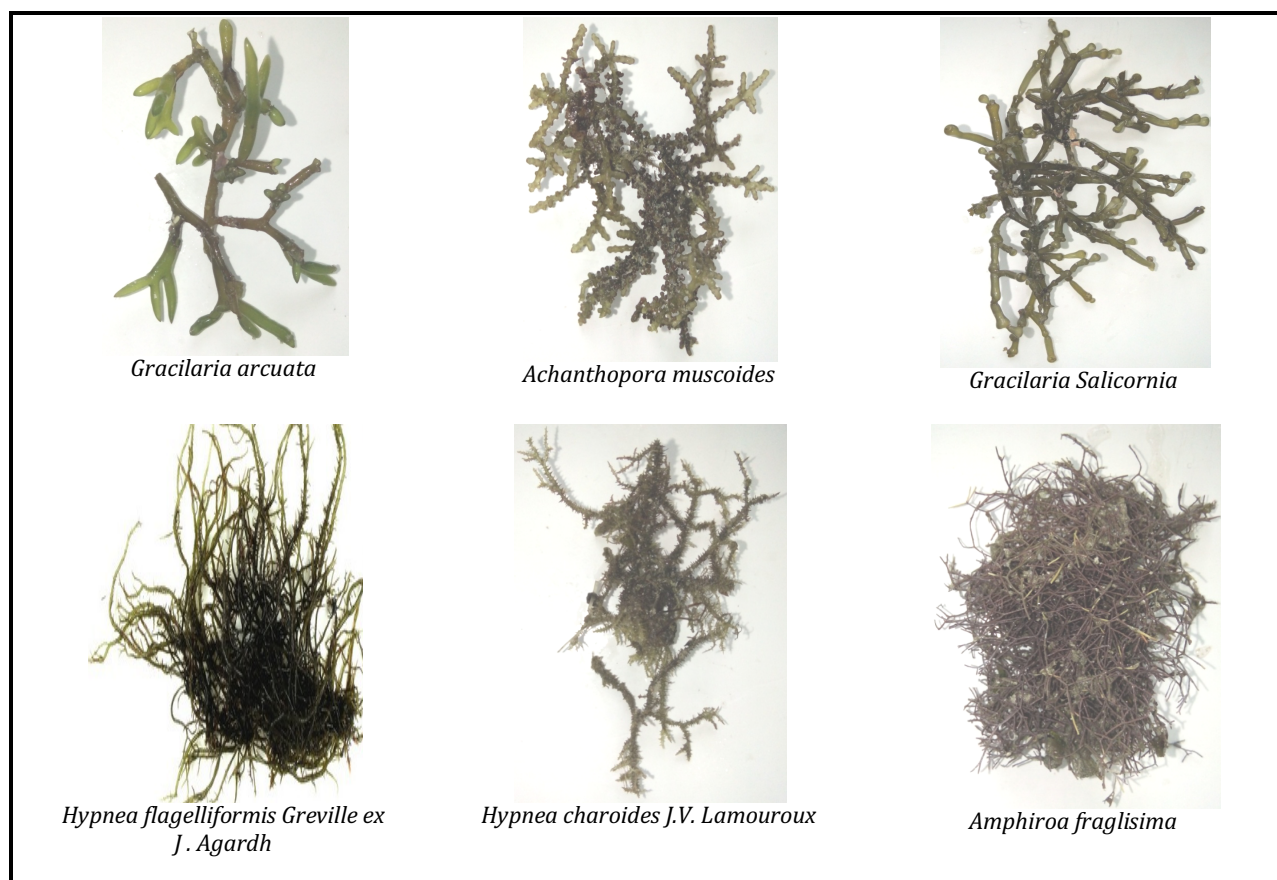 Gracilaria arcuata
Achanthopora muscoides
Gracilaria Salicornia
Hypnea flagelliformis Greville ex
J . Agardh
Hypnea charoides J.V. Lamouroux
Amphiroa fraglisima